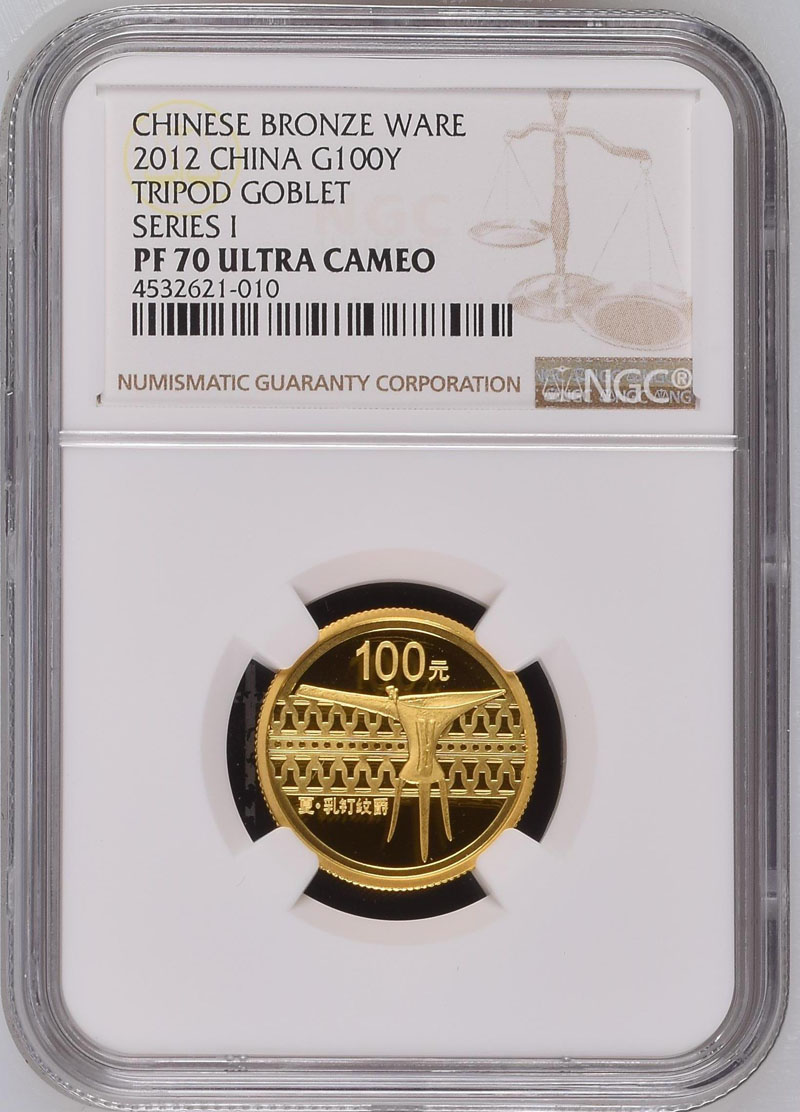 CHINESE BRONZE WARE
2012 CHINA G100Y
TRIPOD GOBLET
SERIES I
PF 70 ULTRA CAMEO
4532621-010
NUMISMATIC GUARANTY CORPORATION
NGC®
NGC
100元
夏·乳钉纹爵